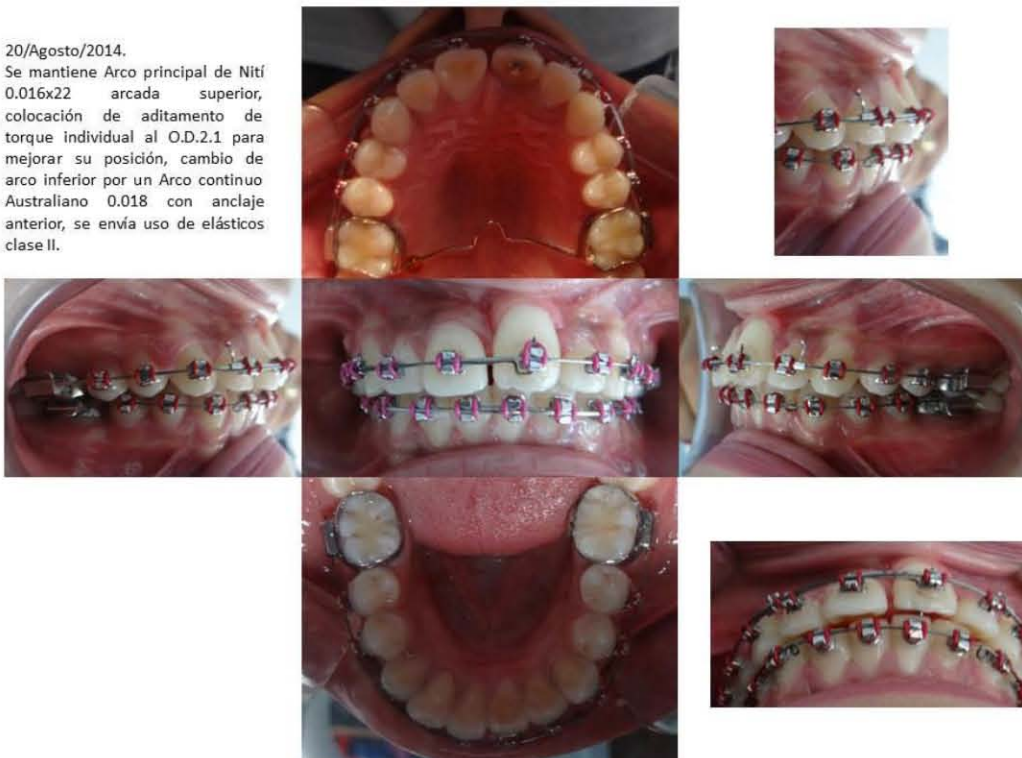 20/Agosto/2014.
Se mantiene Arco principal de Nití
0.016x22 arcada superior,
colocación de aditamento de
torque individual al O.D.2.1 para
mejorar su posición, cambio de
arco inferior por un Arco continuo
Australiano 0.018 con anclaje
anterior, se envía uso de elásticos
clase II.